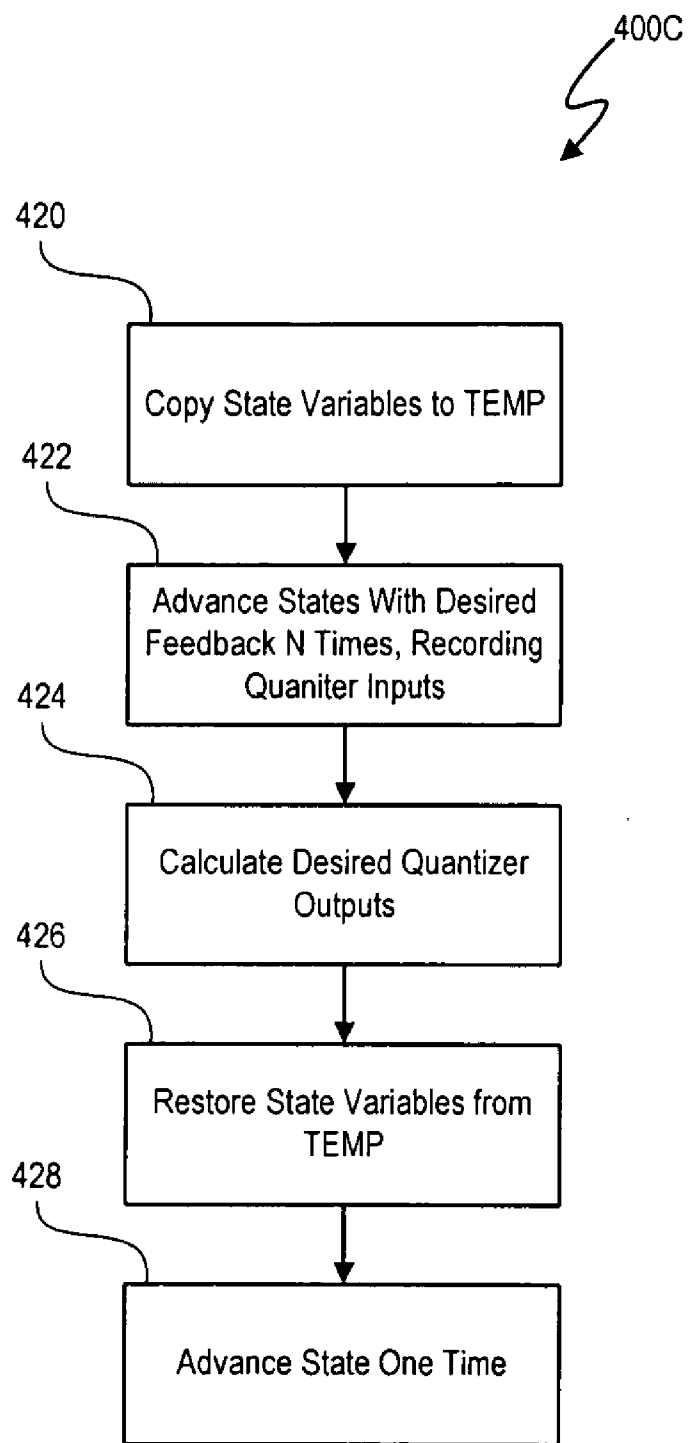 400C
420
Copy State Variables to TEMP
422
Advance States With Desired
Feedback N Times, Recording
Quaniter Inputs
424
Calculate Desired Quantizer
Outputs
426
Restore State Variables from
TEMP
428
Advance State One Time